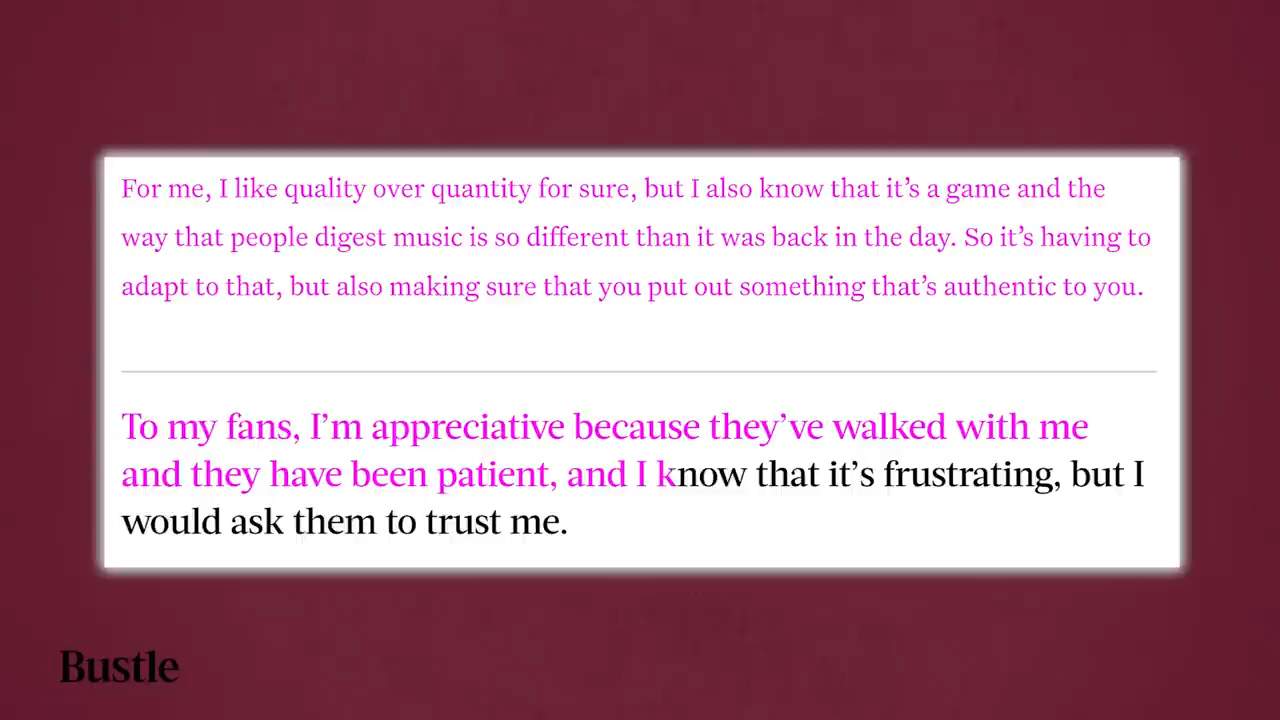 For me, I like quality over quantity for sure, but I also know that it’s a game and the
way that people digest music is so different than it was back in the day. So it’s having to
adapt to that, but also making sure that you put out something that’s authentic to you.
To my fans, I’m appreciative because they’ve walked with me
and they have been patient, and I know that it’s frustrating, but I
would ask them to trust me.
Bustle